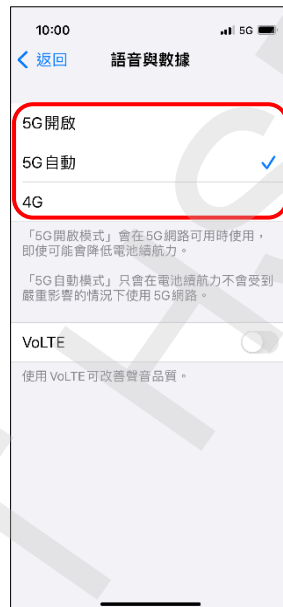 10:00
5G
返回
語音與數據
5G開啟
5G自動
4G
「5G開啟模式」會在5G網路可用時使用，
即使可能會降低電池續航力。
「5G自動模式」只會在電池續航力不會受到
嚴重影響的情況下使用 5G網路。
VoLTE
使用 VoLTE 可改善聲音品質。